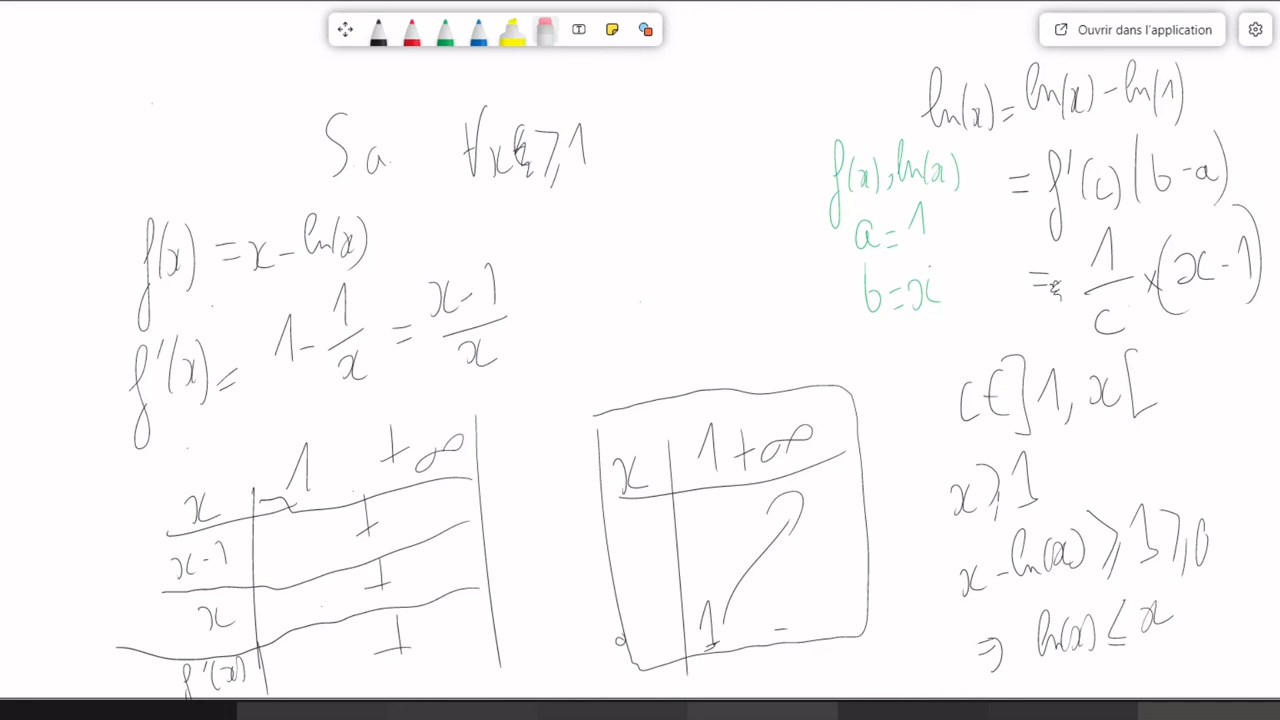 Ouvrir dans l'application
S.a. ∀x ≥ 1
f(x) = x - ln(x)
f'(x) = 1 - 1/x = (x-1)/x
x 1 +∞
x-1 +
x +
f'(x) +
x 1 +∞
1
f(x), ln(x)
a = 1
b = x
ln(x) = ln(x) - ln(1)
= f'(c) (b-a)
= 1/c × (x-1)
c ∈ ]1, x[
x ≥ 1
x - ln(x) ≥ 1 ≥ 0
⇒ ln(x) ≤ x